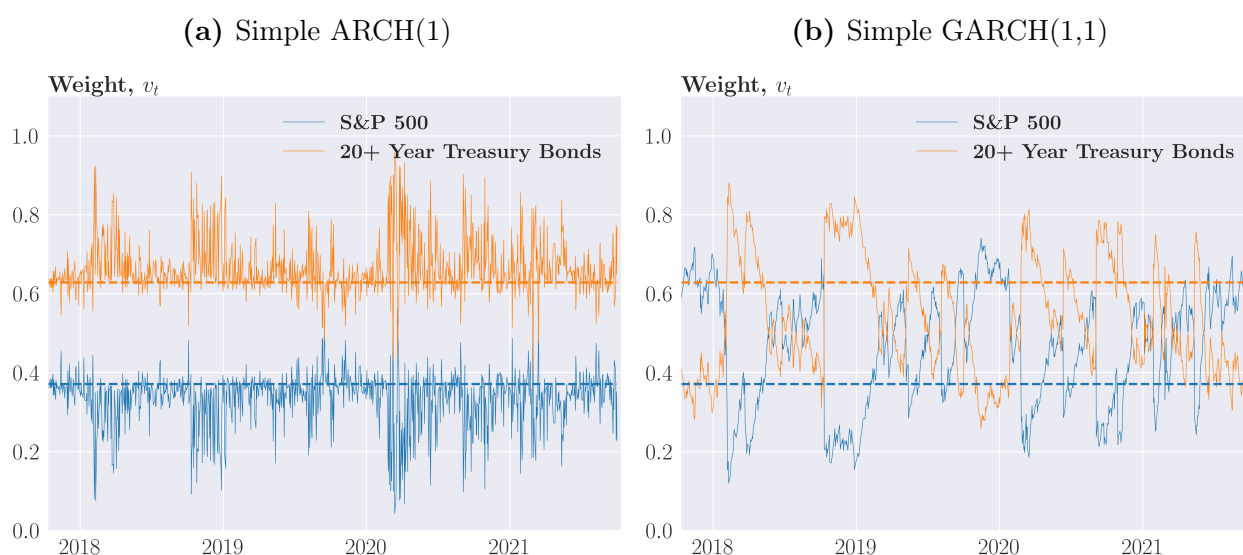 (a) Simple ARCH(1)
Weight, v_t
S&P 500
20+ Year Treasury Bonds
1.0
0.8
0.6
0.4
0.2
0.0
2018 2019 2020 2021
(b) Simple GARCH(1,1)
Weight, v_t
S&P 500
20+ Year Treasury Bonds
1.0
0.8
0.6
0.4
0.2
0.0
2018 2019 2020 2021